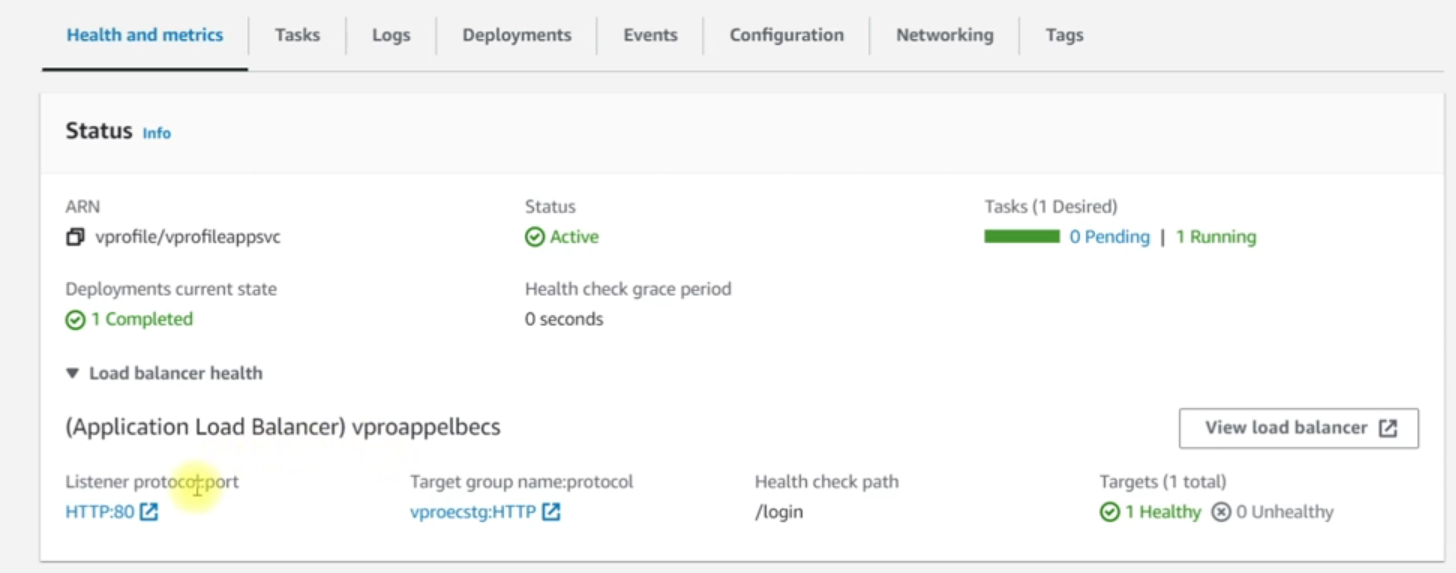 Health and metrics Tasks Logs Deployments Events Configuration Networking Tags
Status Info
ARN Status Tasks (1 Desired)
vprofile/vprofileappsvc Active 0 Pending | 1 Running
Deployments current state Health check grace period
1 Completed 0 seconds
Load balancer health
(Application Load Balancer) vproappelbecs View load balancer
Listener protocol:port Target group name:protocol Health check path Targets (1 total)
HTTP:80 vproecstg:HTTP /login 1 Healthy 0 Unhealthy